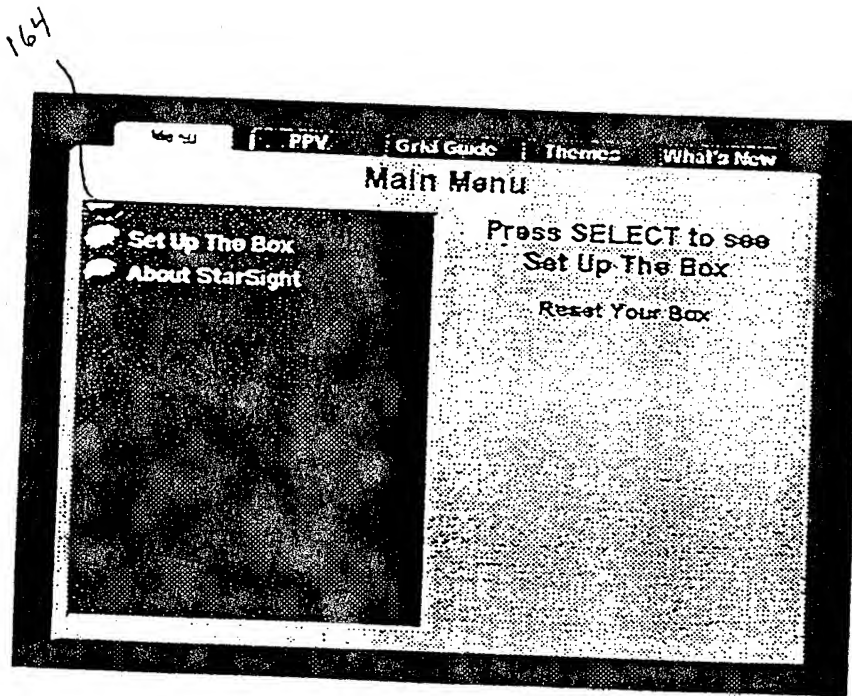 164
Menu PPV Grid Guide Themes What's New
Main Menu
Set Up The Box
About StarSight
Press SELECT to see
Set Up The Box
Reset Your Box